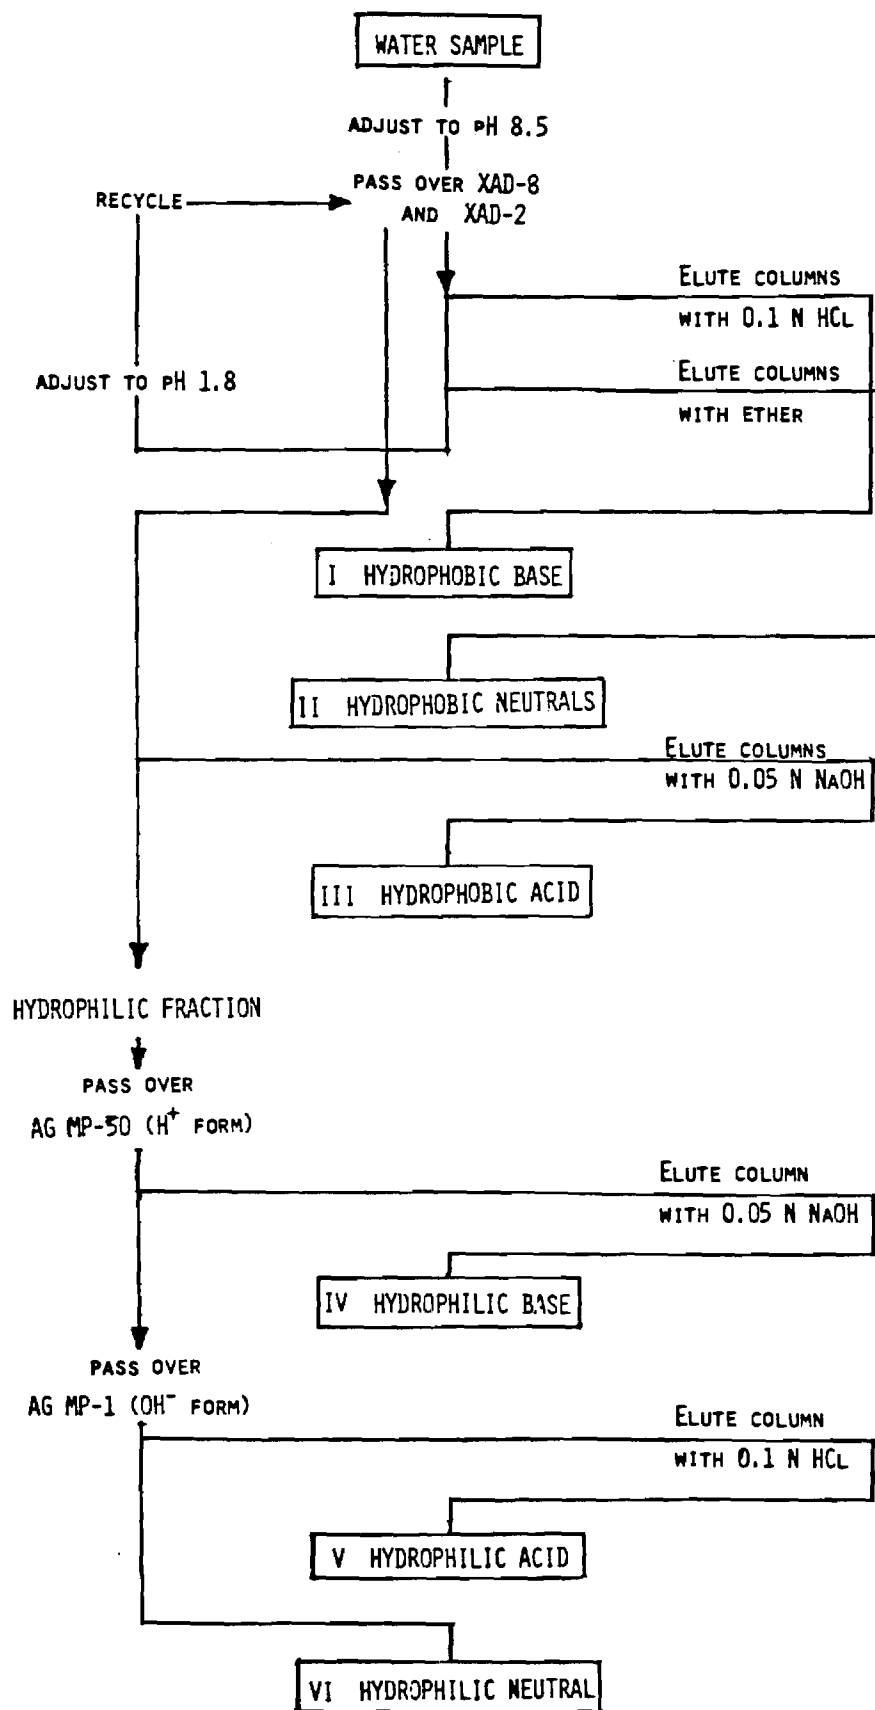 WATER SAMPLE
ADJUST TO PH 8.5
PASS OVER XAD-8
AND XAD-2
RECYCLE
ELUTE COLUMNS
WITH 0.1 N HCL
ADJUST TO PH 1.8
ELUTE COLUMNS
WITH ETHER
I HYDROPHOBIC BASE
II HYDROPHOBIC NEUTRALS
ELUTE COLUMNS
WITH 0.05 N NAOH
III HYDROPHOBIC ACID
HYDROPHILIC FRACTION
PASS OVER
AG MP-50 (H⁺ FORM)
ELUTE COLUMN
WITH 0.05 N NAOH
IV HYDROPHILIC BASE
PASS OVER
AG MP-1 (OH⁻ FORM)
ELUTE COLUMN
WITH 0.1 N HCL
V HYDROPHILIC ACID
VI HYDROPHILIC NEUTRAL